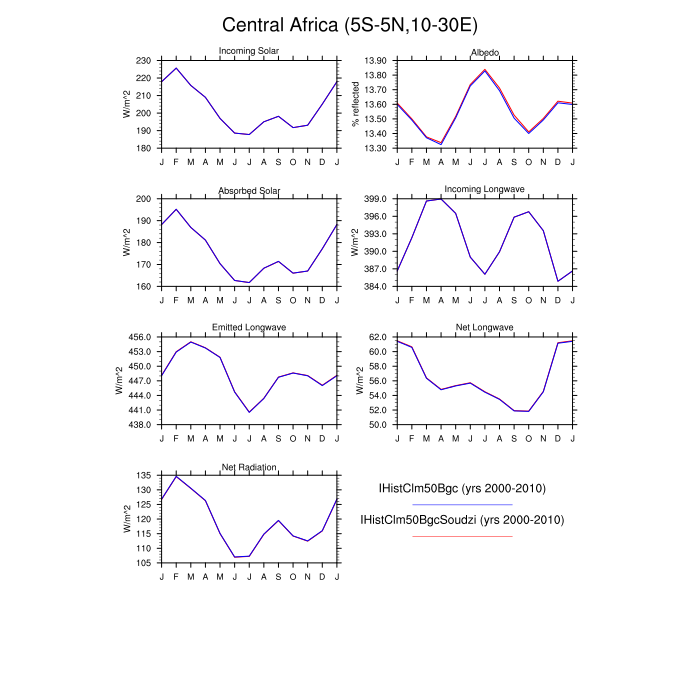 Central Africa (5S-5N,10-30E)
Incoming Solar
W/m^2
230
220
210
200
190
180
J F M A M J J A S O N D J
Albedo
% reflected
13.90
13.80
13.70
13.60
13.50
13.40
13.30
J F M A M J J A S O N D J
Absorbed Solar
W/m^2
200
190
180
170
160
J F M A M J J A S O N D J
Incoming Longwave
W/m^2
399.0
396.0
393.0
390.0
387.0
384.0
J F M A M J J A S O N D J
Emitted Longwave
W/m^2
456.0
453.0
450.0
447.0
444.0
441.0
438.0
J F M A M J J A S O N D J
Net Longwave
W/m^2
62.0
60.0
58.0
56.0
54.0
52.0
50.0
J F M A M J J A S O N D J
Net Radiation
W/m^2
135
130
125
120
115
110
105
J F M A M J J A S O N D J
IHistClm50Bgc (yrs 2000-2010)
IHistClm50BgcSoudzi (yrs 2000-2010)